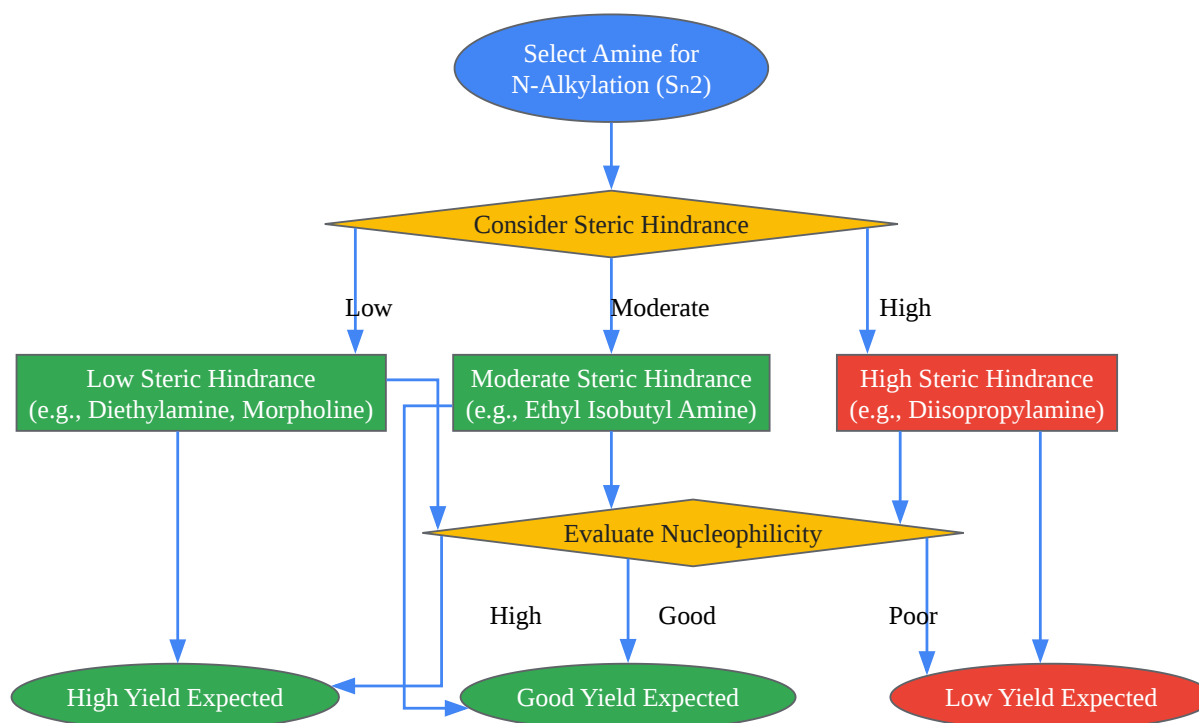 Select Amine for
N-Alkylation (Sₙ2)
Consider Steric Hindrance
Low
Moderate
High
Low Steric Hindrance
(e.g., Diethylamine, Morpholine)
Moderate Steric Hindrance
(e.g., Ethyl Isobutyl Amine)
High Steric Hindrance
(e.g., Diisopropylamine)
Evaluate Nucleophilicity
High
Good
Poor
High Yield Expected
Good Yield Expected
Low Yield Expected